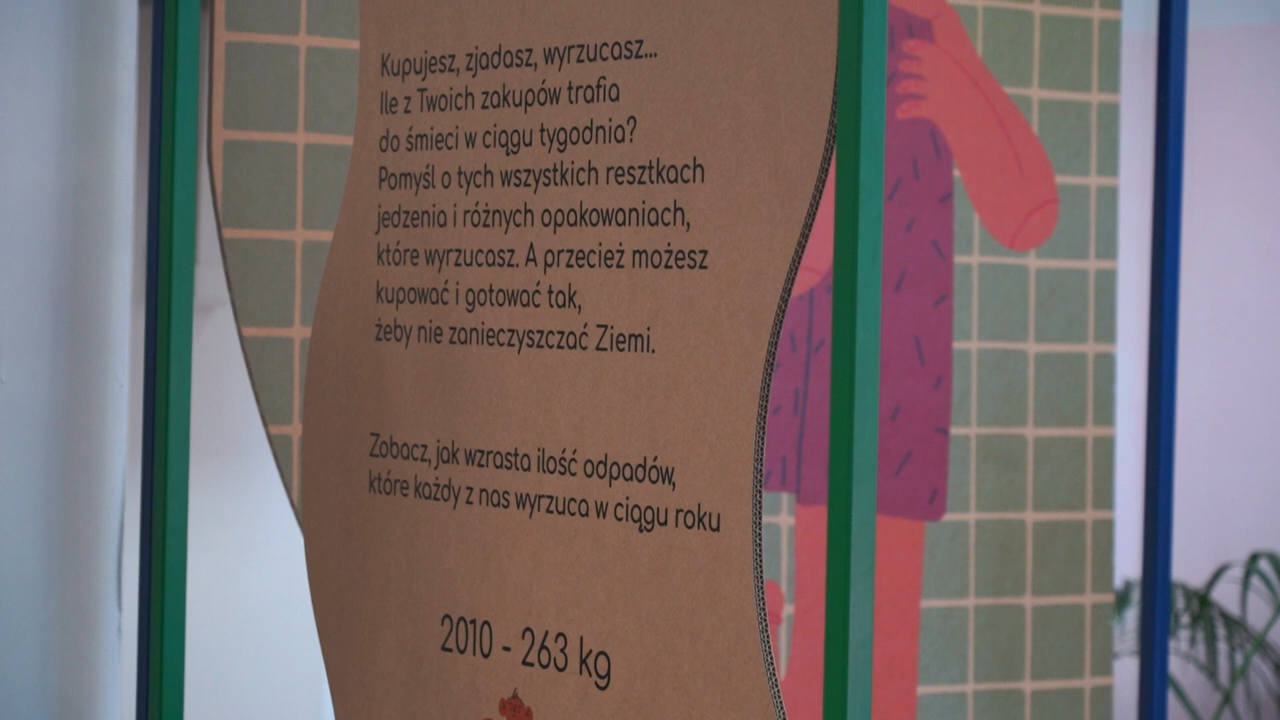 Kupujesz, zjadasz, wyrzucasz...
Ile z Twoich zakupów trafia
do śmieci w ciągu tygodnia?
Pomyśl o tych wszystkich resztkach
jedzenia i różnych opakowaniach,
które wyrzucasz. A przecież możesz
kupować i gotować tak,
żeby nie zanieczyszczać Ziemi.
Zobacz, jak wzrasta ilość odpadów,
które każdy z nas wyrzuca w ciągu roku
2010 - 263 kg